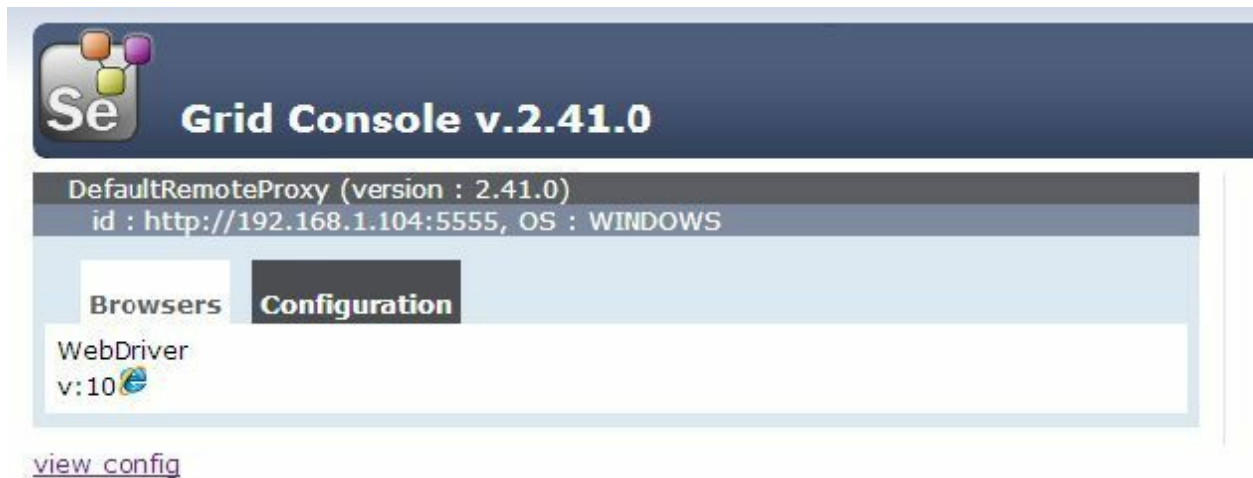 Se
Grid Console v.2.41.0
DefaultRemoteProxy (version : 2.41.0)
id : http://192.168.1.104:5555, OS : WINDOWS
Browsers Configuration
WebDriver
v:10
view config